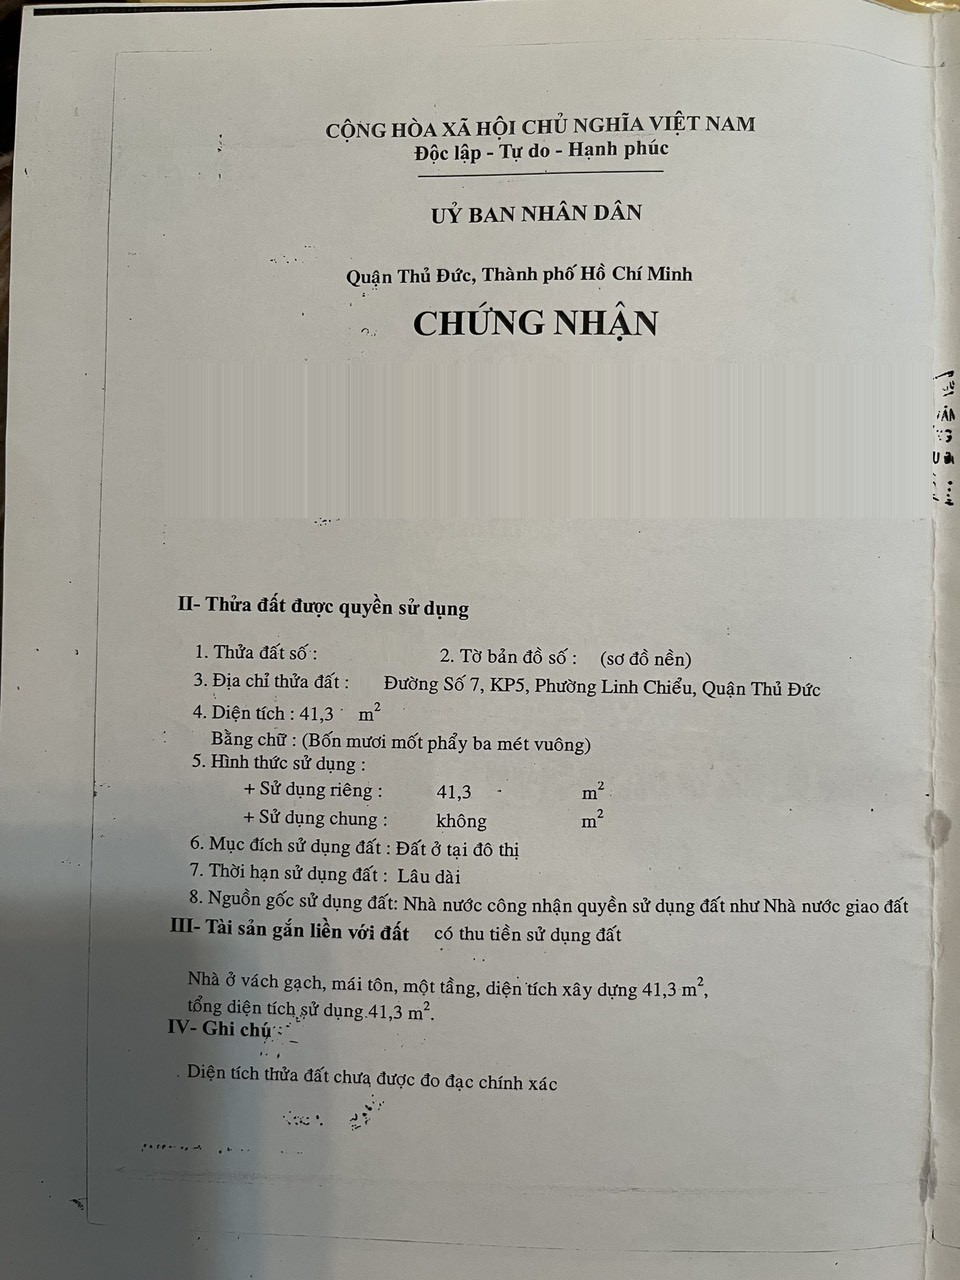 CỘNG HÒA XÃ HỘI CHỦ NGHĨA VIỆT NAM
Độc lập - Tự do - Hạnh phúc
UỶ BAN NHÂN DÂN
Quận Thủ Đức, Thành phố Hồ Chí Minh
CHỨNG NHẬN
II- Thửa đất được quyền sử dụng
1. Thửa đất số : 2. Tờ bản đồ số : (sơ đồ nền)
3. Địa chỉ thửa đất : Đường Số 7, KP5, Phường Linh Chiểu, Quận Thủ Đức
4. Diện tích : 41,3 m²
Bằng chữ : (Bốn mươi mốt phẩy ba mét vuông)
5. Hình thức sử dụng :
+ Sử dụng riêng : 41,3 m²
+ Sử dụng chung : không m²
6. Mục đích sử dụng đất : Đất ở tại đô thị
7. Thời hạn sử dụng đất : Lâu dài
8. Nguồn gốc sử dụng đất: Nhà nước công nhận quyền sử dụng đất như Nhà nước giao đất
III- Tài sản gắn liền với đất có thu tiền sử dụng đất
Nhà ở vách gạch, mái tôn, một tầng, diện tích xây dựng 41,3 m²,
tổng diện tích sử dụng 41,3 m².
IV- Ghi chú :
Diện tích thửa đất chưa được đo đạc chính xác